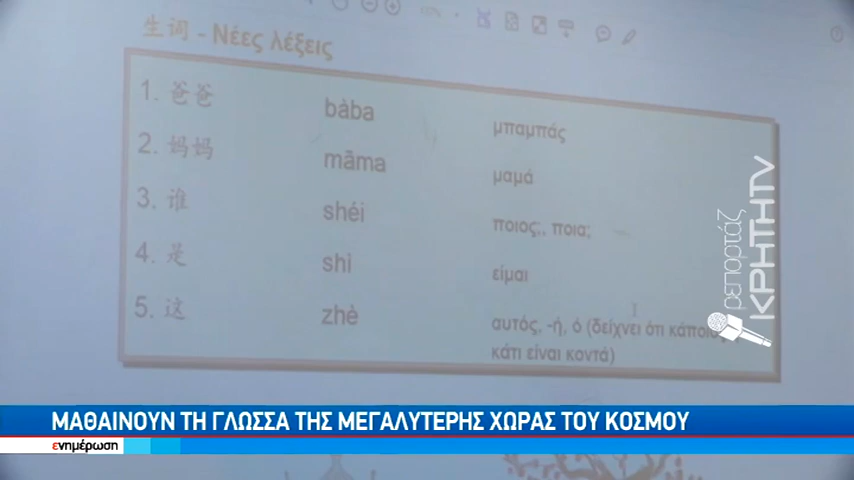 生词 - Νέες λέξεις
1. 爸爸 bàba μπαμπάς
2. 妈妈 māma μαμά
3. 谁 shéi ποιος;, ποια;
4. 是 shì είμαι
5. 这 zhè αυτός, -ή, ό (δείχνει ότι κάποιος
κάτι είναι κοντά)
ρεπορτάζ
ΚΡΗΤΗTV
ΜΑΘΑΙΝΟΥΝ ΤΗ ΓΛΩΣΣΑ ΤΗΣ ΜΕΓΑΛΥΤΕΡΗΣ ΧΩΡΑΣ ΤΟΥ ΚΟΣΜΟΥ
ενημέρωση